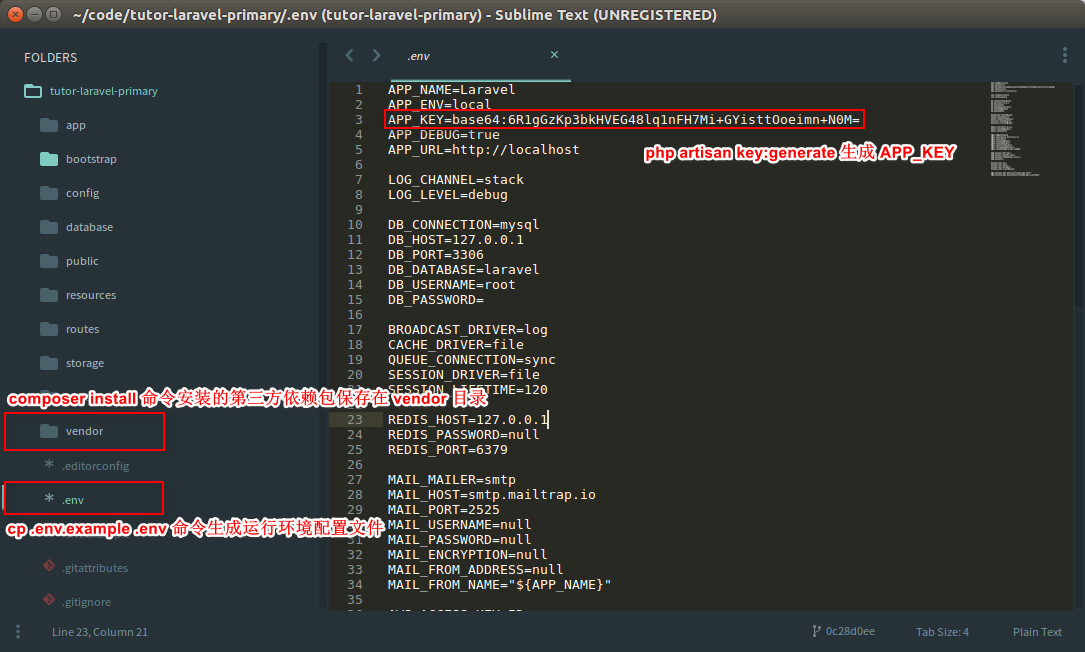 ~/code/tutor-laravel-primary/.env (tutor-laravel-primary) - Sublime Text (UNREGISTERED)
FOLDERS
tutor-laravel-primary
app
bootstrap
config
database
public
resources
routes
storage
composer install 命令安装的第三方依赖包保存在 vendor 目录
vendor
.editorconfig
.env
cp .env.example .env 命令生成运行环境配置文件
.gitattributes
.gitignore
.env
1 APP_NAME=Laravel
2 APP_ENV=local
3 APP_KEY=base64:6R1gGzKp3bkHVEG48lq1nFH7Mi+GYisttOoeimn+N0M=
4 APP_DEBUG=true
5 APP_URL=http://localhost
php artisan key:generate 生成 APP_KEY
6
7 LOG_CHANNEL=stack
8 LOG_LEVEL=debug
9
10 DB_CONNECTION=mysql
11 DB_HOST=127.0.0.1
12 DB_PORT=3306
13 DB_DATABASE=laravel
14 DB_USERNAME=root
15 DB_PASSWORD=
16
17 BROADCAST_DRIVER=log
18 CACHE_DRIVER=file
19 QUEUE_CONNECTION=sync
20 SESSION_DRIVER=file
21 SESSION_LIFETIME=120
23 REDIS_HOST=127.0.0.1
24 REDIS_PASSWORD=null
25 REDIS_PORT=6379
26
27 MAIL_MAILER=smtp
28 MAIL_HOST=smtp.mailtrap.io
29 MAIL_PORT=2525
MAIL_USERNAME=null
31 MAIL_PASSWORD=null
32 MAIL_ENCRYPTION=null
33 MAIL_FROM_ADDRESS=null
34 MAIL_FROM_NAME="${APP_NAME}"
35
Line 23, Column 21
0c28d0ee
Tab Size: 4
Plain Text